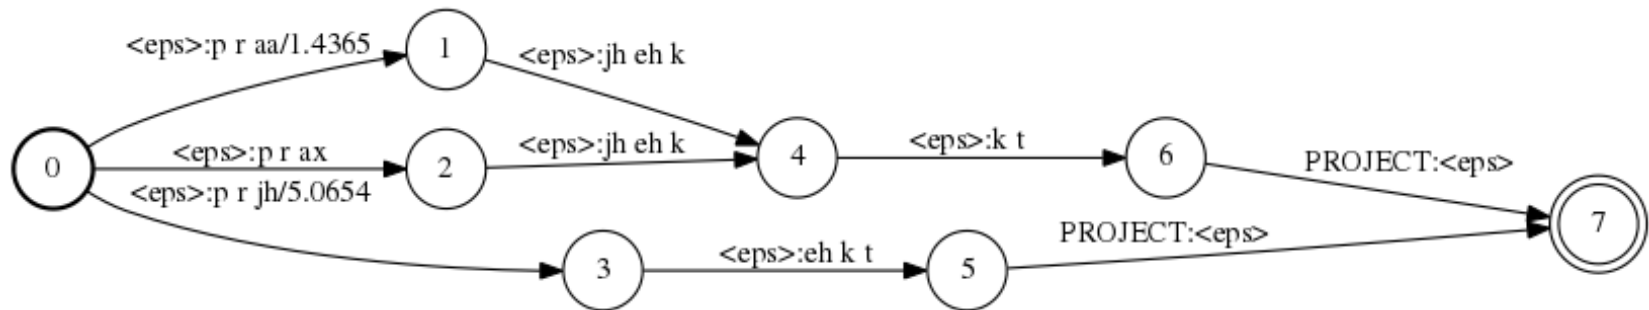 <eps>:p r aa/1.4365
1
<eps>:jh eh k
0
<eps>:p r ax
2
<eps>:jh eh k
4
<eps>:k t
6
PROJECT:<eps>
7
<eps>:p r jh/5.0654
3
<eps>:eh k t
5
PROJECT:<eps>